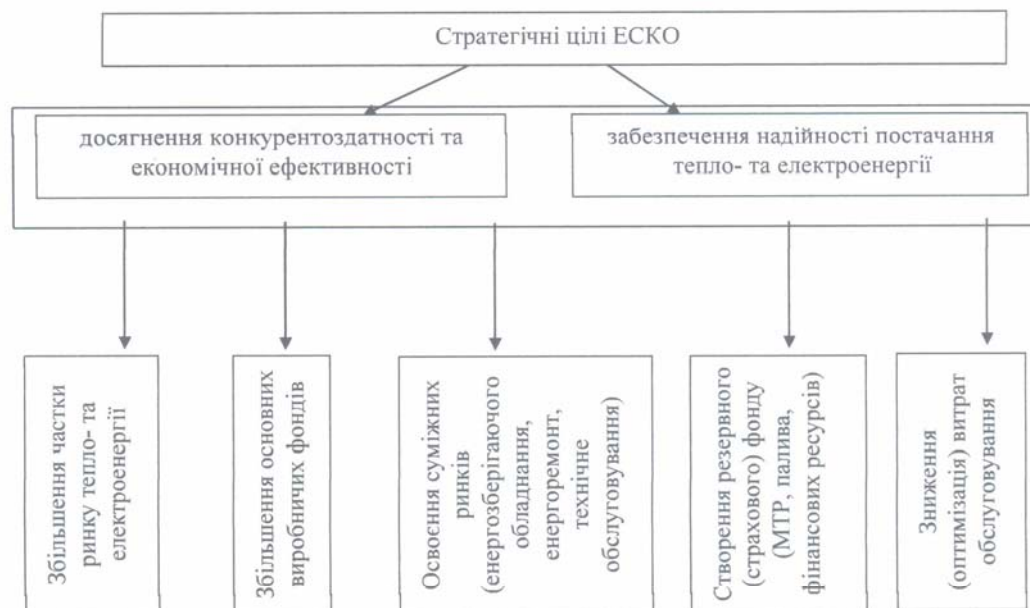 Стратегічні цілі ЕСКО
досягнення конкурентоздатності та
економічної ефективності
забезпечення надійності постачання
тепло- та електроенергії
Збільшення частки
ринку тепло- та
електроенергії
Збільшення основних
виробничих фондів
Освоєння суміжних
ринків
(енергозберігаючого
обладнання,
енергоремонт,
технічне
обслуговування)
Створення резервного
(страхового) фонду
(МТР, палива,
фінансових ресурсів)
Зниження
(оптимізація) витрат
обслуговування